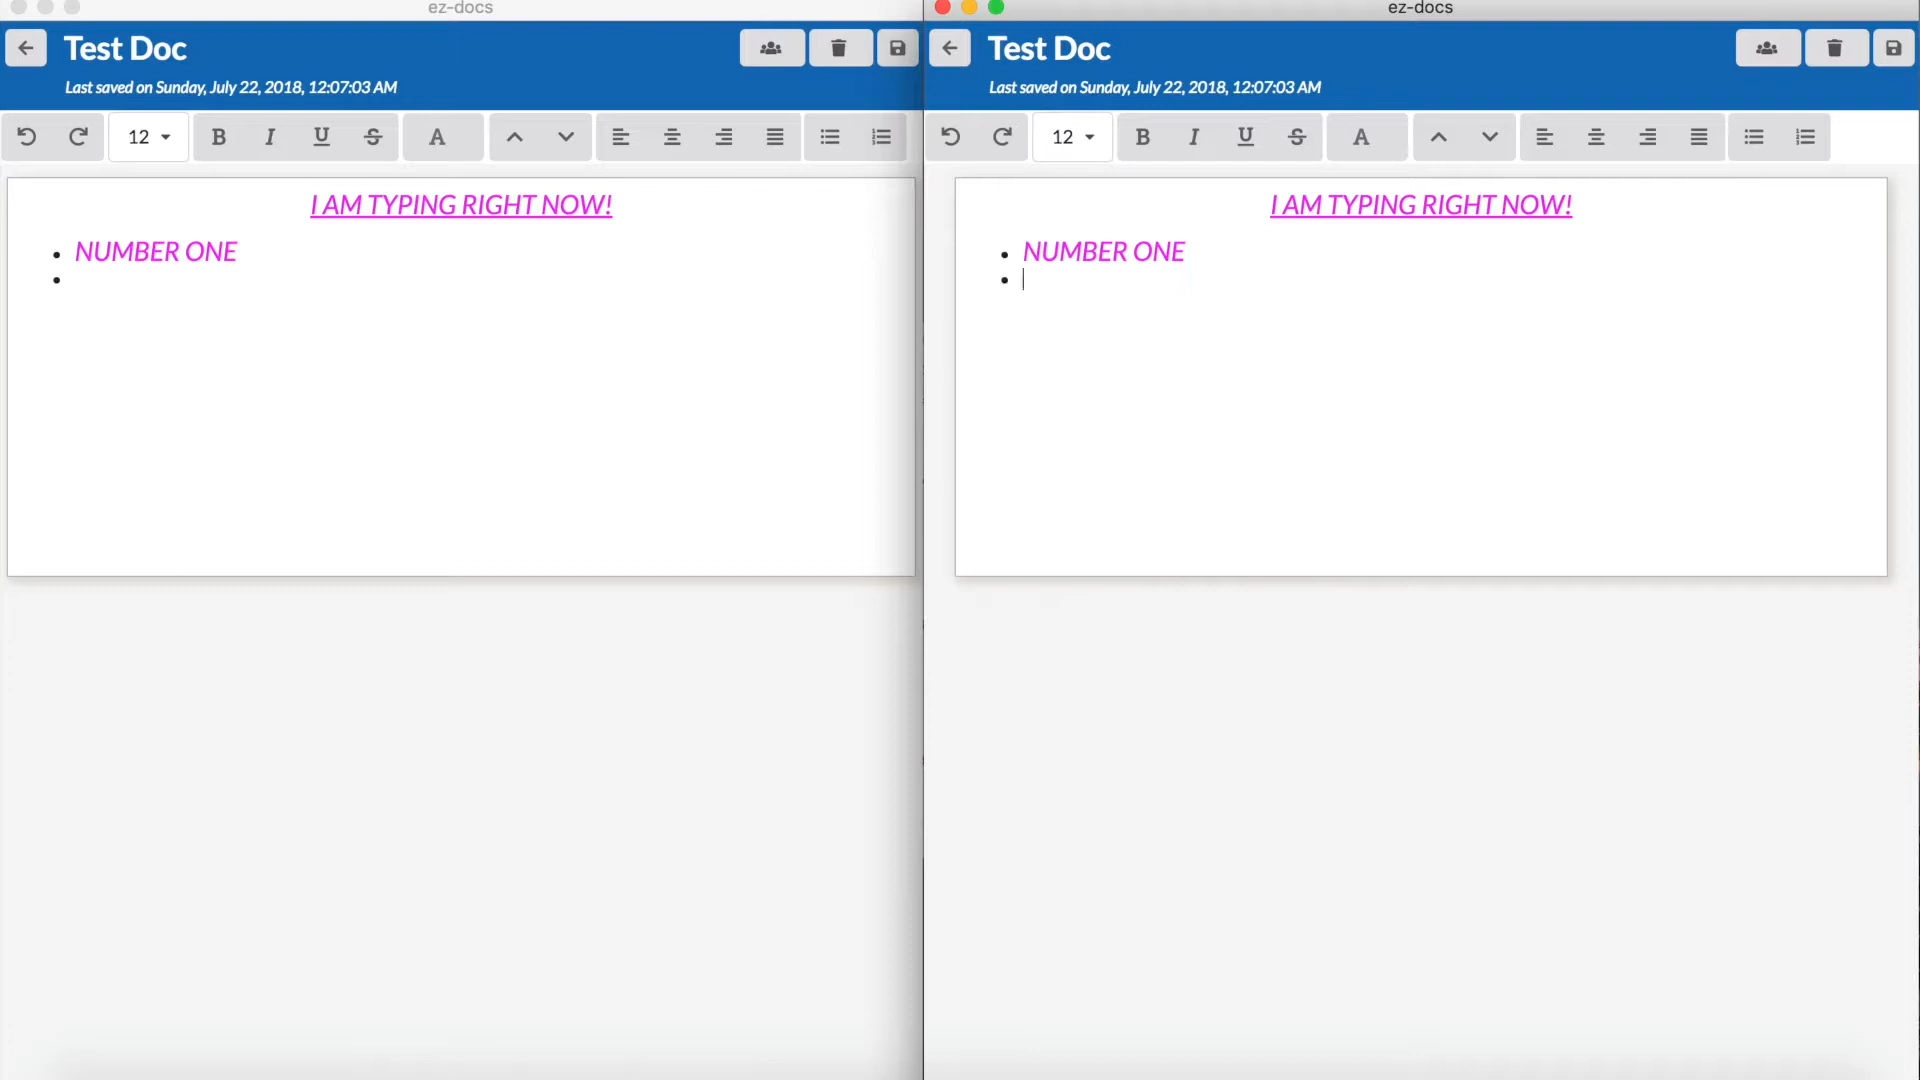 ez-docs
Test Doc
Last saved on Sunday, July 22, 2018, 12:07:03 AM
12 B I U S A
I AM TYPING RIGHT NOW!
• NUMBER ONE
•
ez-docs
Test Doc
Last saved on Sunday, July 22, 2018, 12:07:03 AM
12 B I U S A
I AM TYPING RIGHT NOW!
• NUMBER ONE
•